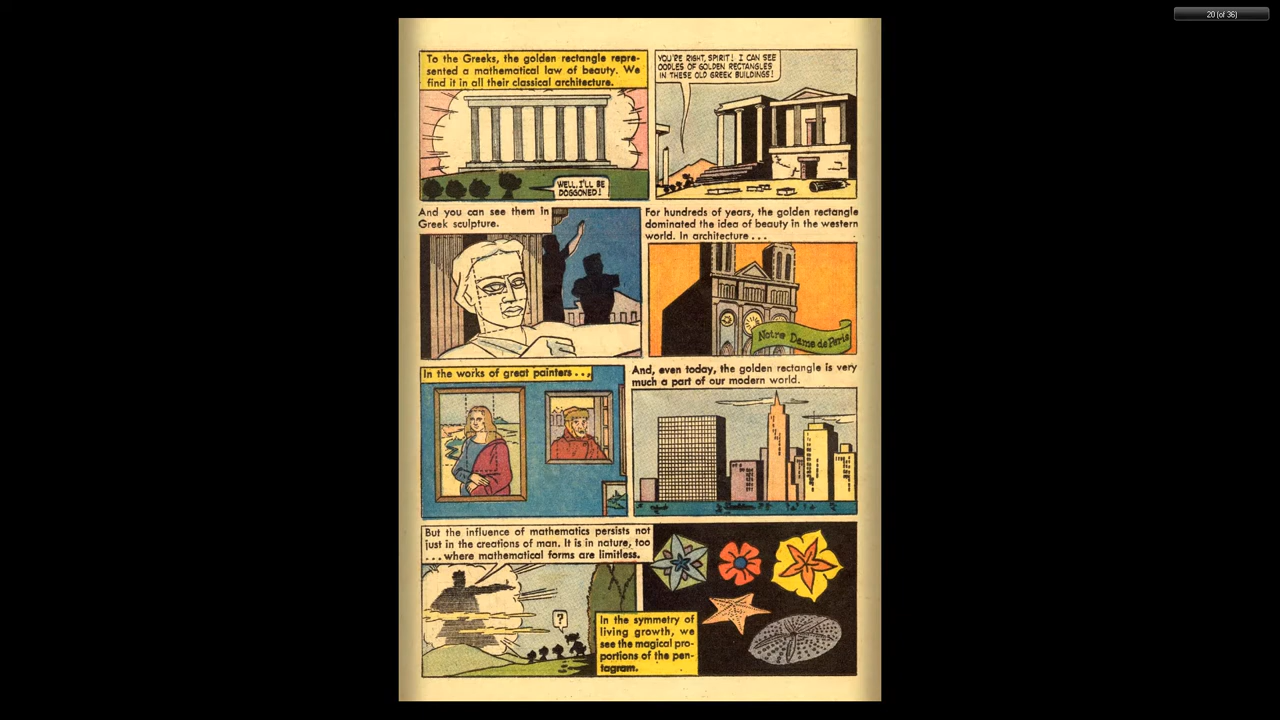 20 (of 36)
To the Greeks, the golden rectangle repre-
sented a mathematical law of beauty. We
find it in all their classical architecture.
WELL, I'LL BE
DOGGONED!
YOU'RE RIGHT, SPIRIT! I CAN SEE
OODLES OF GOLDEN RECTANGLES
IN THESE OLD GREEK BUILDINGS!
And you can see them in
Greek sculpture.
For hundreds of years, the golden rectangle
dominated the idea of beauty in the western
world. In architecture...
Notre Dame de Paris
In the works of great painters...,
And, even today, the golden rectangle is very
much a part of our modern world.
But the influence of mathematics persists not
just in the creations of man. It is in nature, too
...where mathematical forms are limitless.
?
In the symmetry of
living growth, we
see the magical pro-
portions of the pen-
tagram.